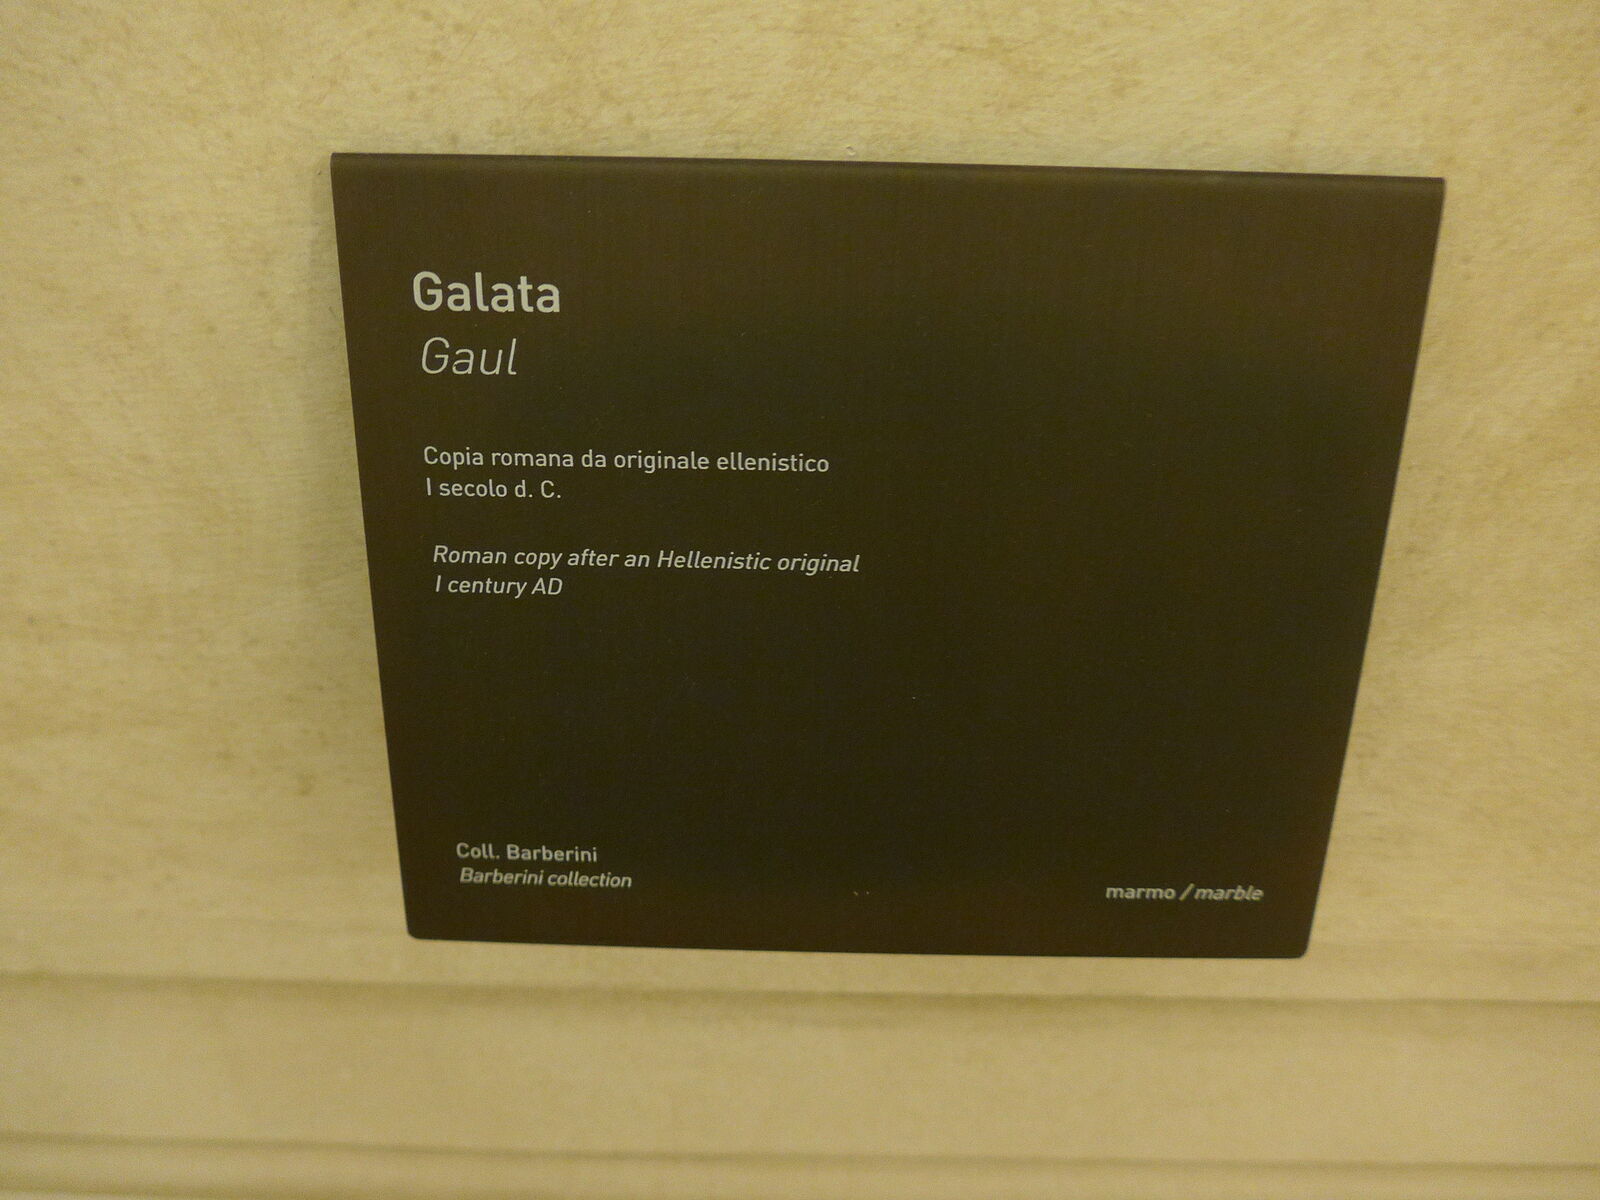 Galata
Gaul
Copia romana da originale ellenistico
I secolo d. C.
Roman copy after an Hellenistic original
I century AD
Coll. Barberini
Barberini collection
marmo / marble